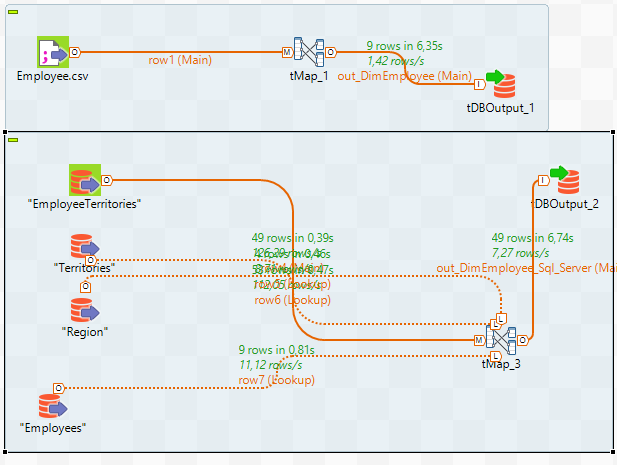 Employee.csv
row1 (Main)
tMap_1
9 rows in 6,35s
1,42 rows/s
out_DimEmployee (Main)
tDBOutput_1
"EmployeeTerritories"
"Territories"
"Region"
"Employees"
49 rows in 0,39s
row6 (Lookup)
9 rows in 0,81s
11,12 rows/s
row7 (Lookup)
tMap_3
49 rows in 6,74s
7,27 rows/s
out_DimEmployee_Sql_Server (Mai
tDBOutput_2